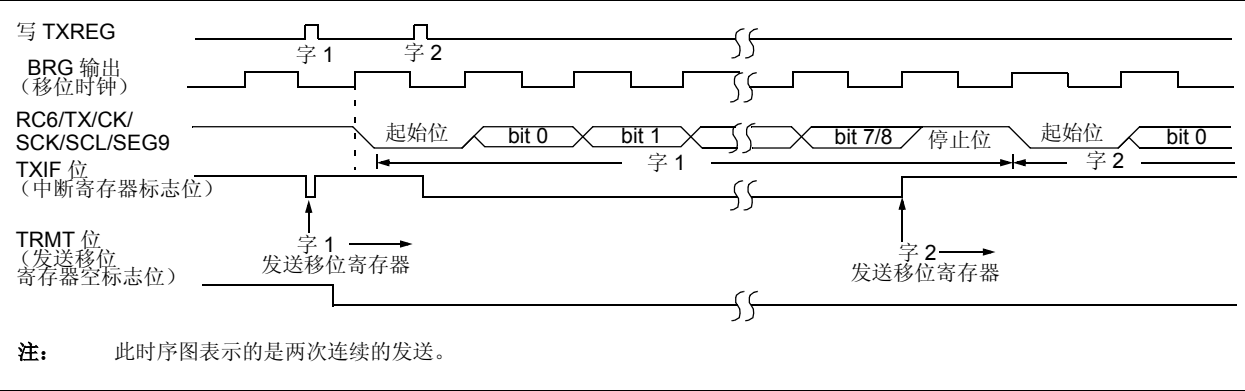 写 TXREG
字 1
字 2
BRG 输出
（移位时钟）
RC6/TX/CK/
SCK/SCL/SEG9
起始位
bit 0
bit 1
bit 7/8
停止位
起始位
bit 0
字 1
字 2
TXIF 位
（中断寄存器标志位）
TRMT 位
（发送移位
寄存器空标志位）
字 1
发送移位寄存器
字 2
发送移位寄存器
注： 此时序图表示的是两次连续的发送。